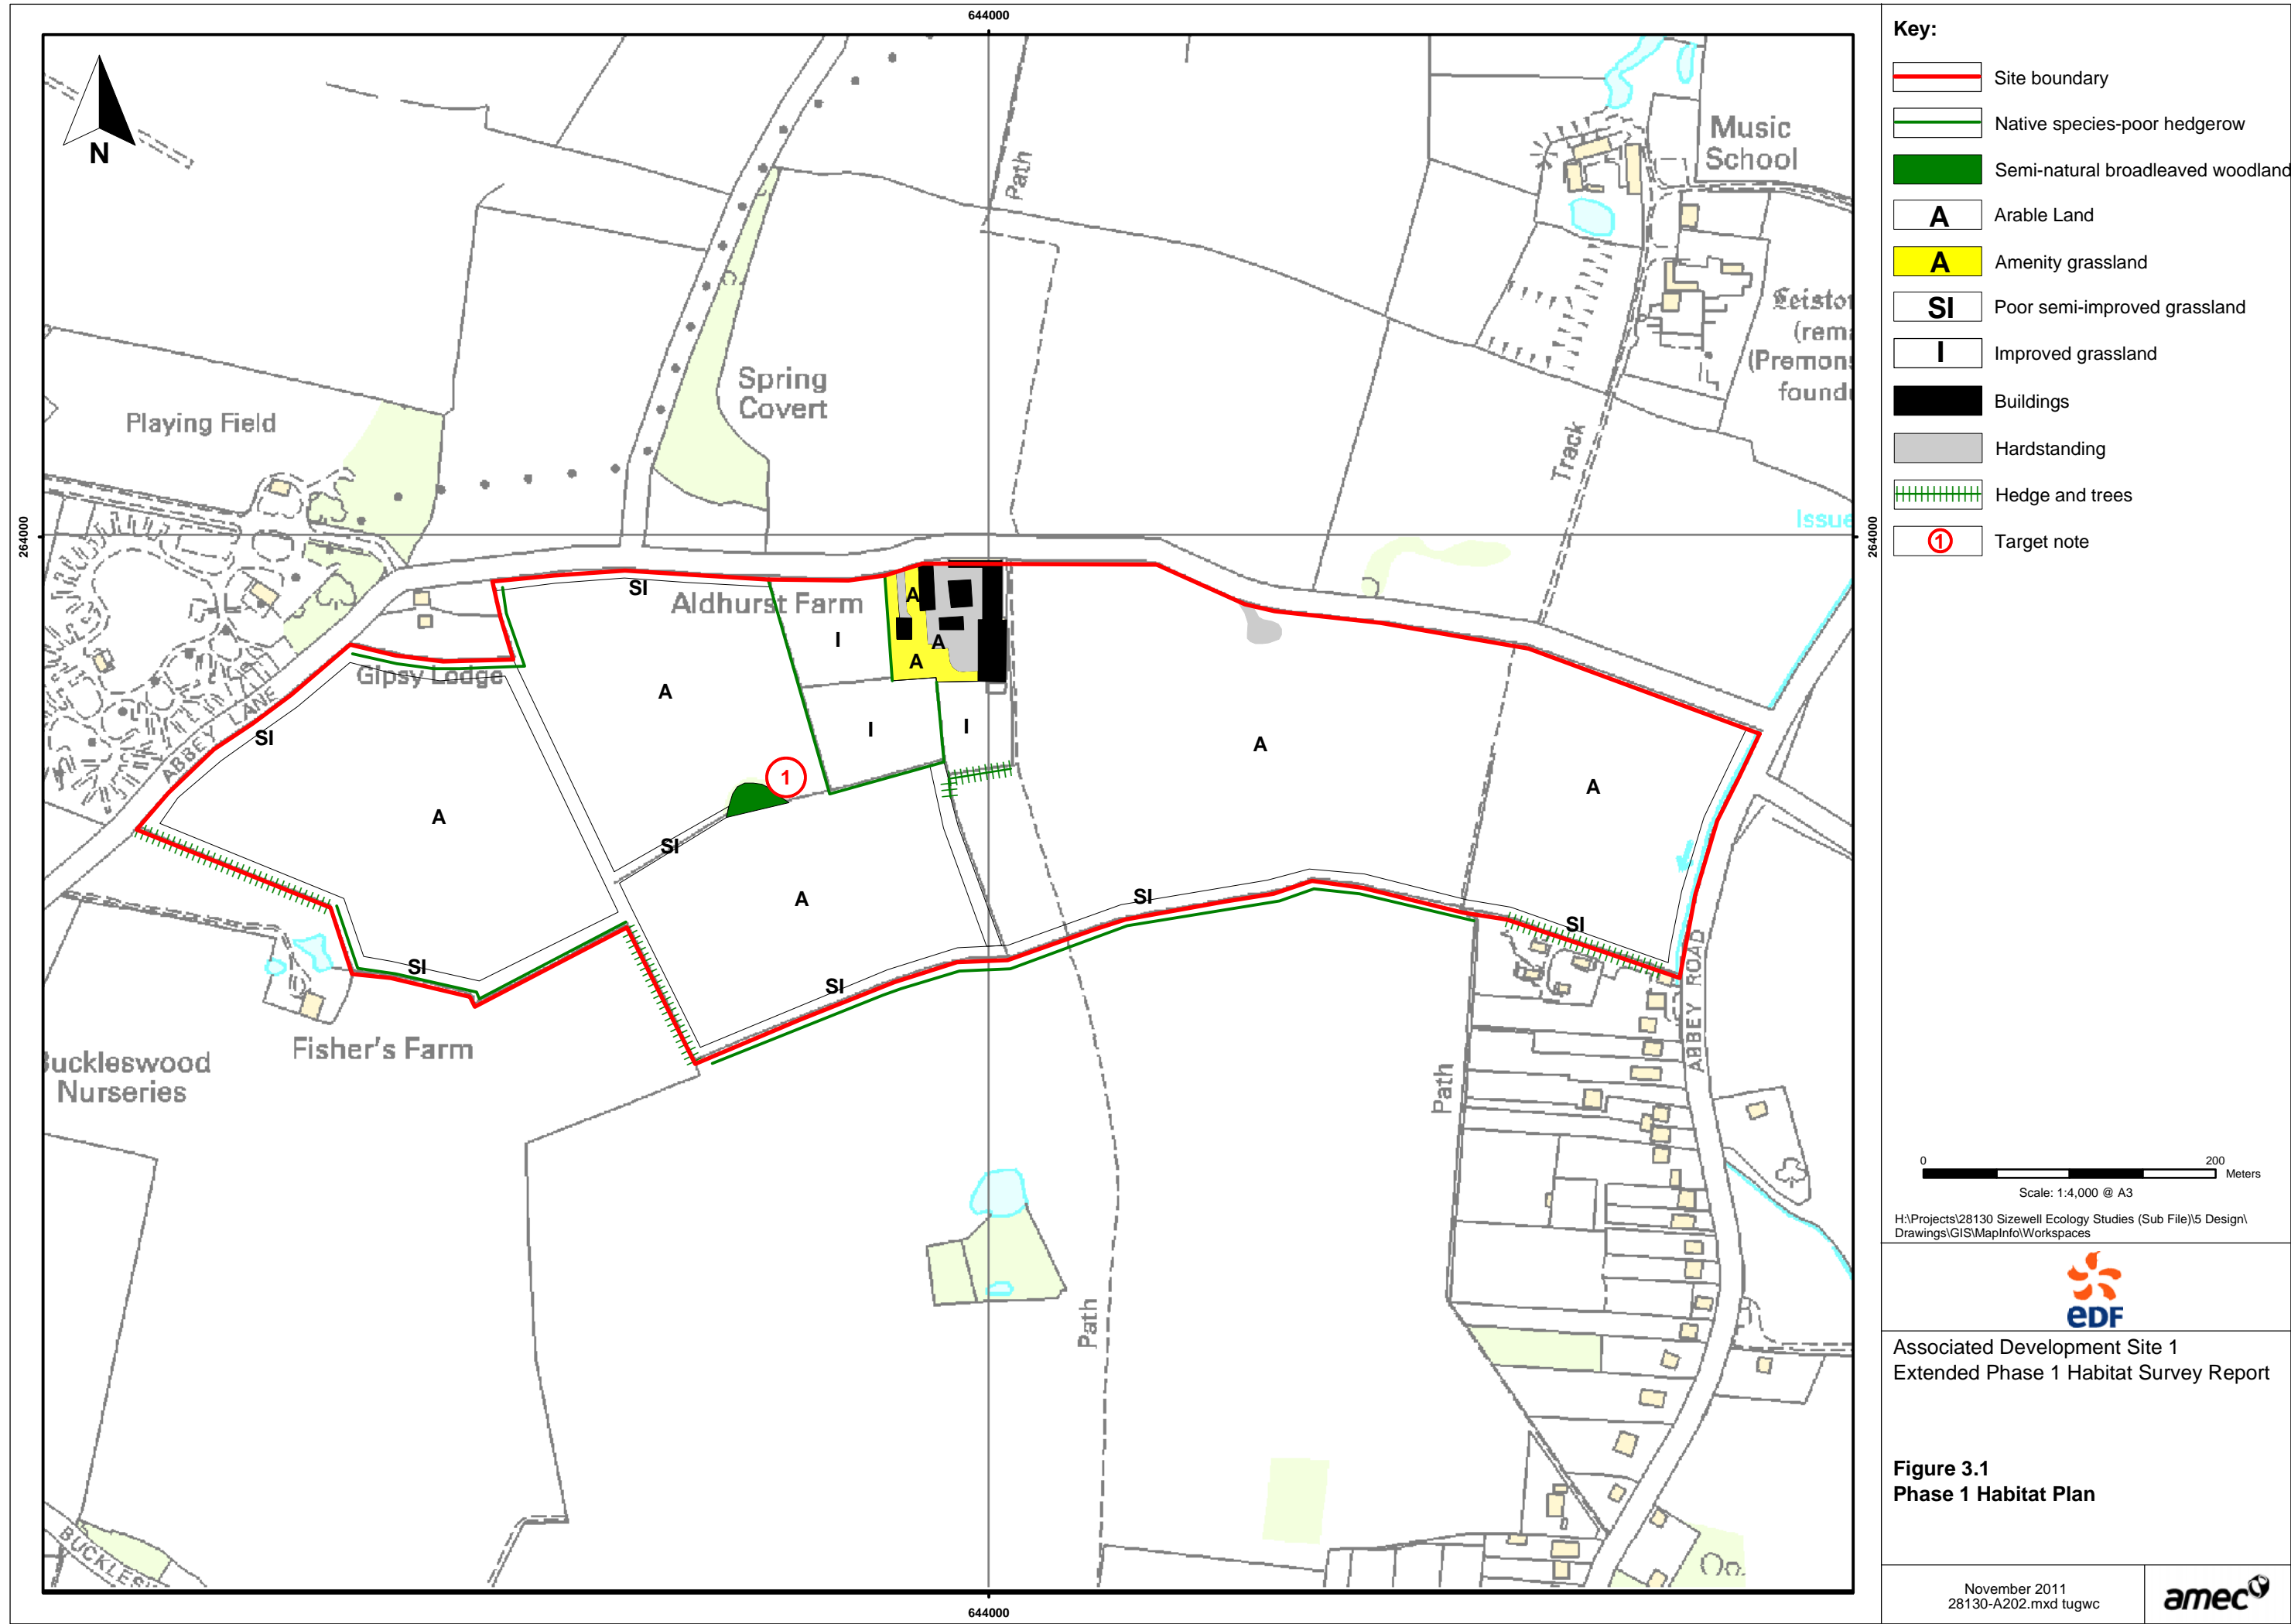 644000
Key:
Site boundary
Native species-poor hedgerow
Semi-natural broadleaved woodland
A Arable Land
A Amenity grassland
SI Poor semi-improved grassland
I Improved grassland
Buildings
Hardstanding
Hedge and trees
1 Target note
N
Path
Music
School
Spring
Covert
Playing Field
Track
(Premons
264000
264000
Issue
SI
Aldhurst Farm
A
I
A
A
Gipsy Lodge
A
SI
ABBEY LANE
I
I
A
1
A
A
SI
A
SI
SI
SI
SI
ABBEY ROAD
Fisher's Farm
uckleswood
Nurseries
Path
Path
BUCKLES
644000
0 200
Meters
Scale: 1:4,000 @ A3
H:\Projects\28130 Sizewell Ecology Studies (Sub File)\5 Design\
Drawings\GIS\MapInfo\Workspaces
eDF
Associated Development Site 1
Extended Phase 1 Habitat Survey Report
Figure 3.1
Phase 1 Habitat Plan
November 2011
28130-A202.mxd tugwc
amec